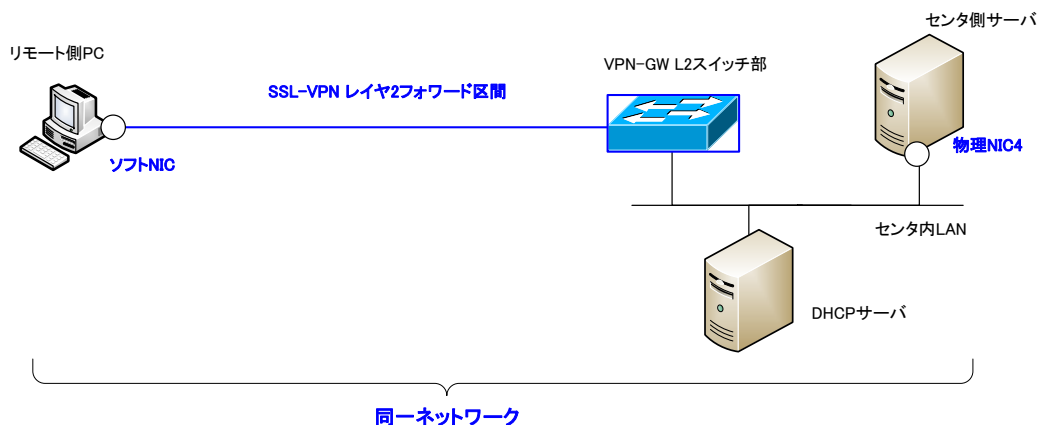 センタ側サーバ
リモート側PC
VPN-GW L2スイッチ部
SSL-VPN レイヤ2フォワード区間
物理NIC4
ソフトNIC
センタ内LAN
DHCPサーバ
同一ネットワーク